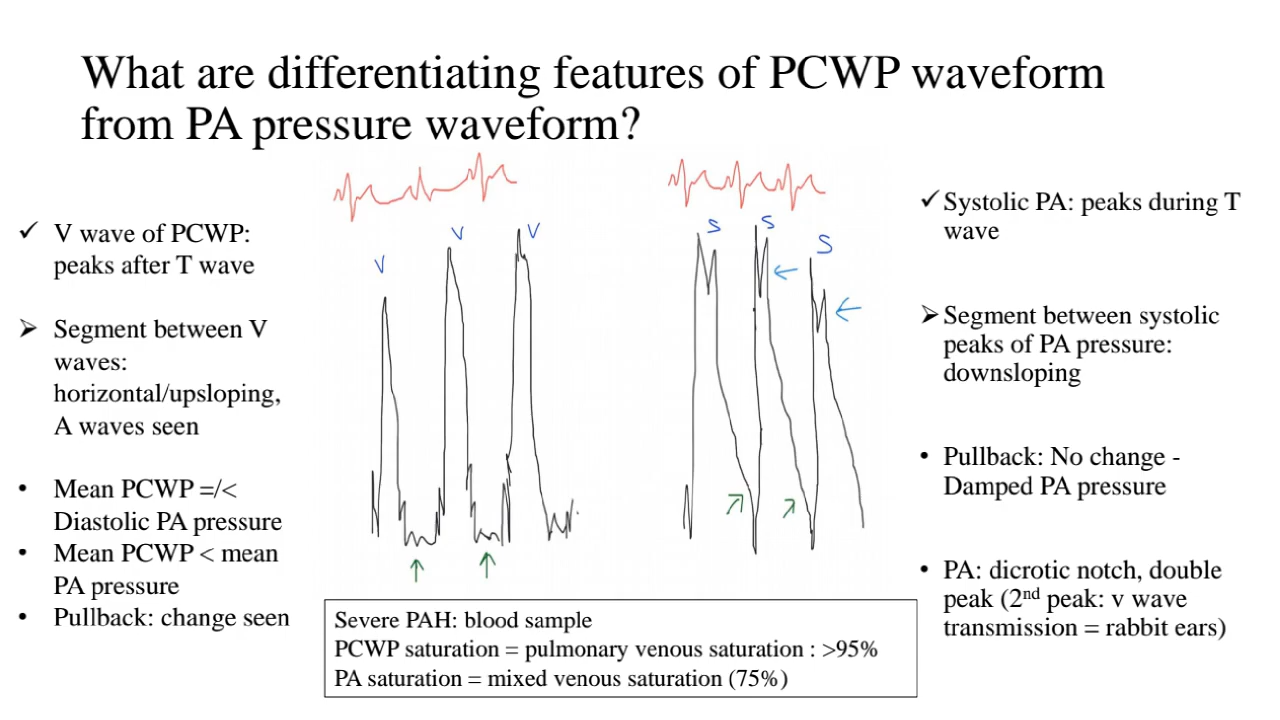 What are differentiating features of PCWP waveform
from PA pressure waveform?
✓ V wave of PCWP:
peaks after T wave
➢ Segment between V
waves:
horizontal/upsloping,
A waves seen
• Mean PCWP =/<
Diastolic PA pressure
• Mean PCWP < mean
PA pressure
• Pullback: change seen
V
V
V
S
S
S
✓ Systolic PA: peaks during T
wave
➢ Segment between systolic
peaks of PA pressure:
downsloping
• Pullback: No change -
Damped PA pressure
• PA: dicrotic notch, double
peak (2nd peak: v wave
transmission = rabbit ears)
Severe PAH: blood sample
PCWP saturation = pulmonary venous saturation : >95%
PA saturation = mixed venous saturation (75%)